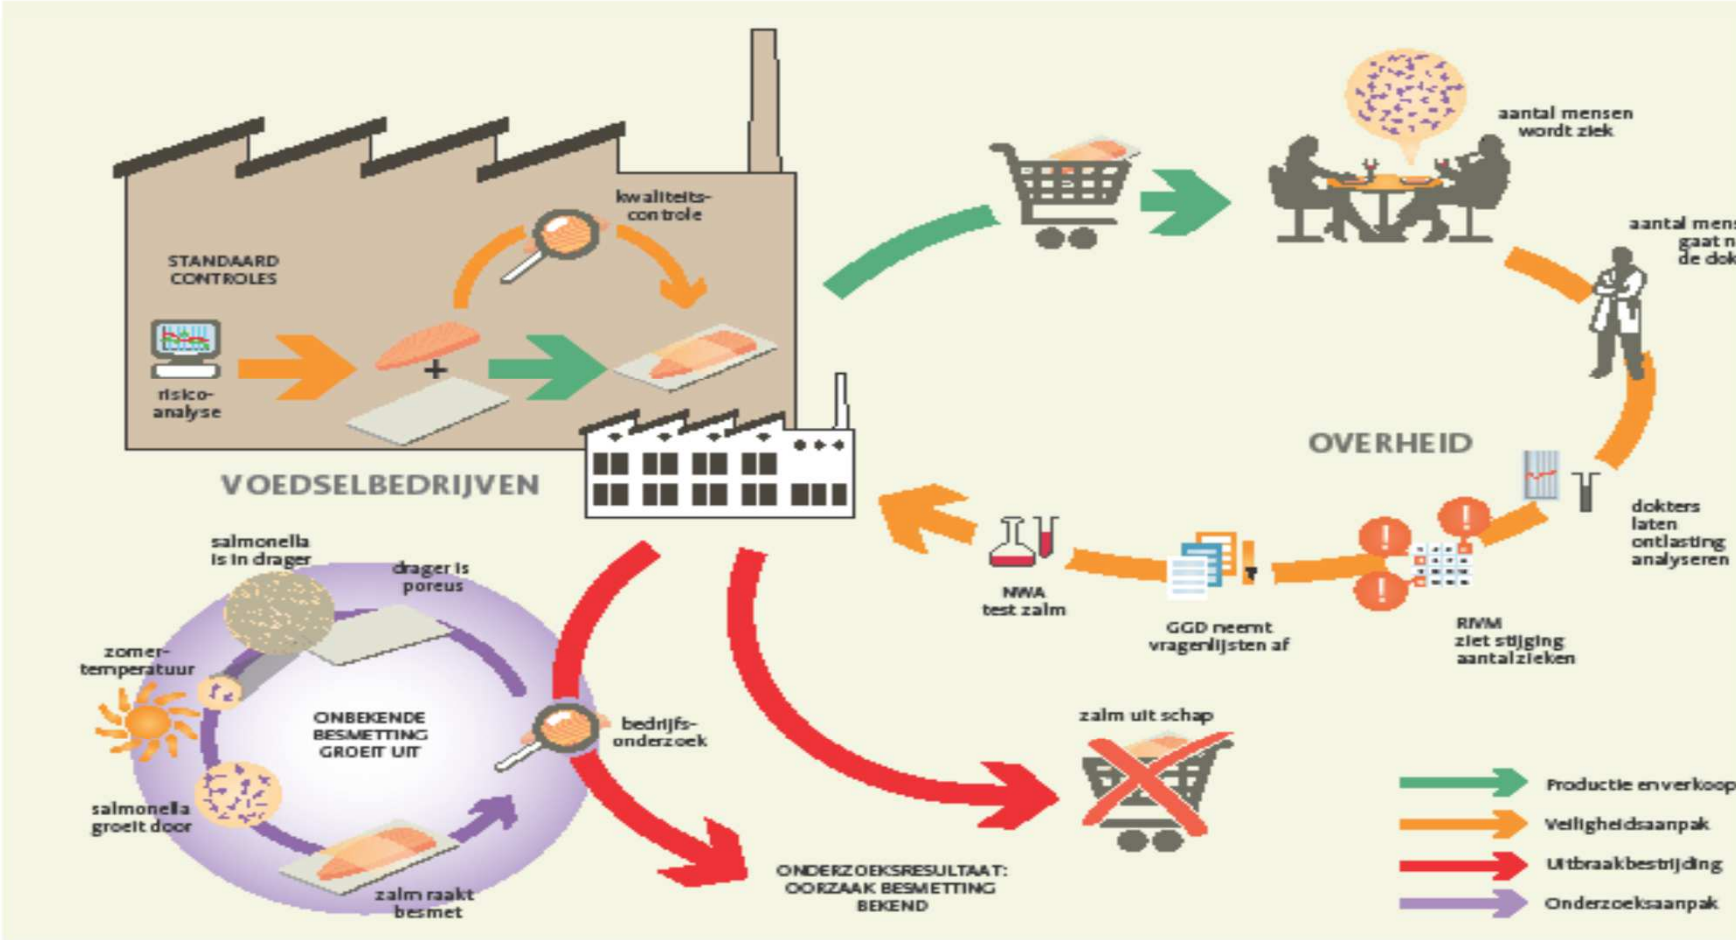 STANDAARD
CONTROLES
risico-
analyse
kwaliteits-
controle
VOEDSELBEDRIJVEN
aantal mensen
wordt ziek
aantal
gaat
de
OVERHEID
dokters
laten
ontlasting
analyseren
RIVM
ziet stijging
aantal zieken
GGD neemt
vragenlijsten af
NWA
test zalm
salmonella
is in drager
drager is
poreus
zomer-
temperatuur
ONBEKENDE
BESMETTING
GROEIT UIT
salmonella
groeit door
zalm raakt
besmet
bedrijfs-
onderzoek
zalm uit schap
ONDERZOEKSRESULTAAT:
OORZAAK BESMETTING
BEKEND
Productie en verkoop
Veiligheidsaanpak
Uitbraakbestrijding
Onderzoeksaanpak